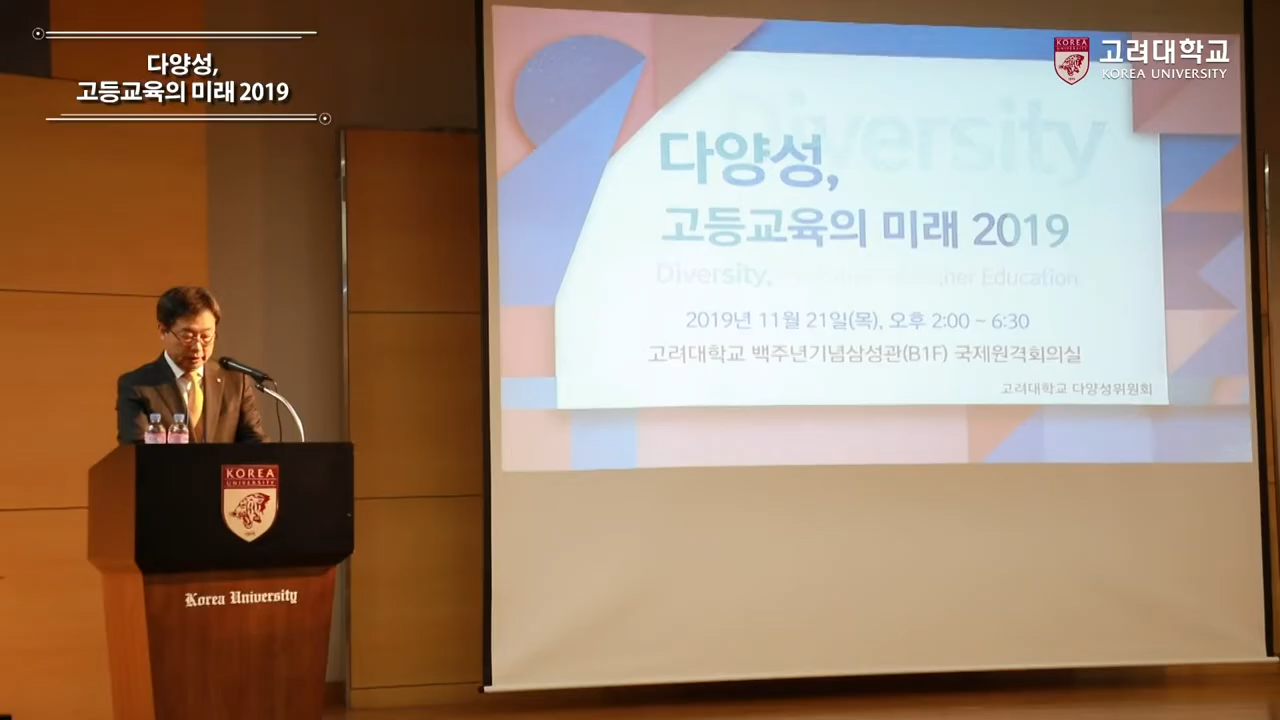 다양성,
고등교육의 미래 2019
KOREA
고려대학교
KOREA UNIVERSITY
Diversity
다양성,
고등교육의 미래 2019
Diversity, Education
2019년 11월 21일(목), 오후 2:00 ~ 6:30
고려대학교 백주년기념삼성관(B1F) 국제원격회의실
고려대학교 다양성위원회
KOREA
UNIVERSITY
Korea University